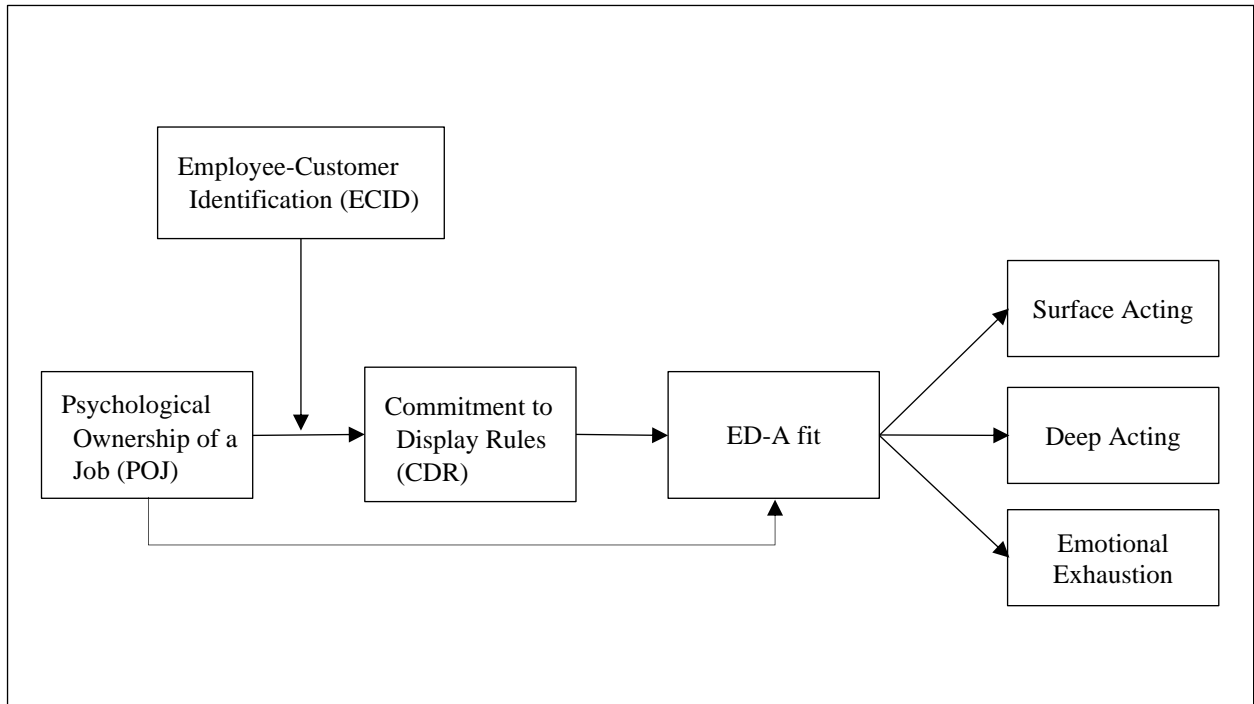 Employee-Customer
Identification (ECID)
Surface Acting
Psychological
Ownership of a
Job (POJ)
Commitment to
Display Rules
(CDR)
ED-A fit
Deep Acting
Emotional
Exhaustion